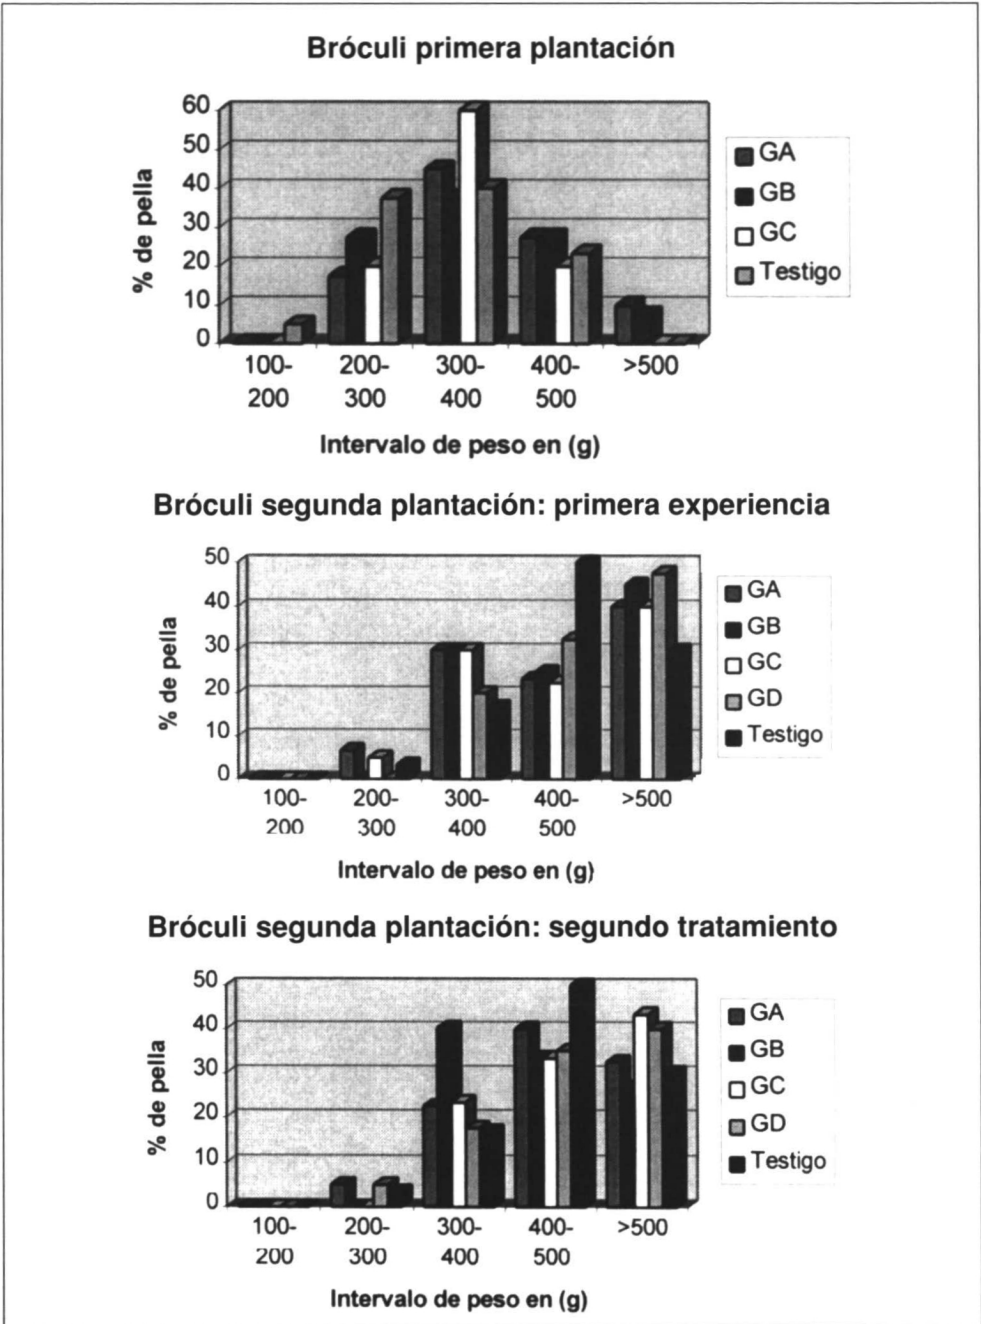 Bróculi primera plantación
60
50
40
30
20
10
0
% de pella
100-200
200-300
300-400
400-500
>500
Intervalo de peso en (g)
GA
GB
GC
Testigo
Bróculi segunda plantación: primera experiencia
50
40
30
20
10
0
% de pella
100-200
200-300
300-400
400-500
>500
Intervalo de peso en (g)
GA
GB
GC
GD
Testigo
Bróculi segunda plantación: segundo tratamiento
50
40
30
20
10
0
% de pella
100-200
200-300
300-400
400-500
>500
Intervalo de peso en (g)
GA
GB
GC
GD
Testigo